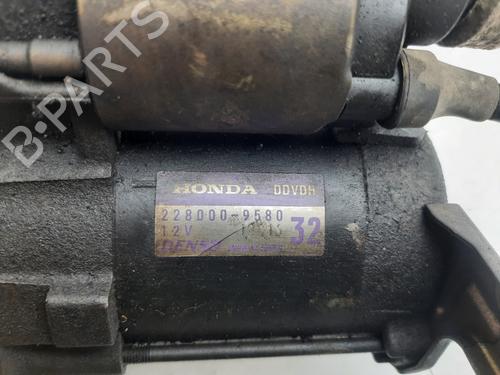 B-PARTS
HONDA DDVDH
228000-9580
12V 32
DENSO